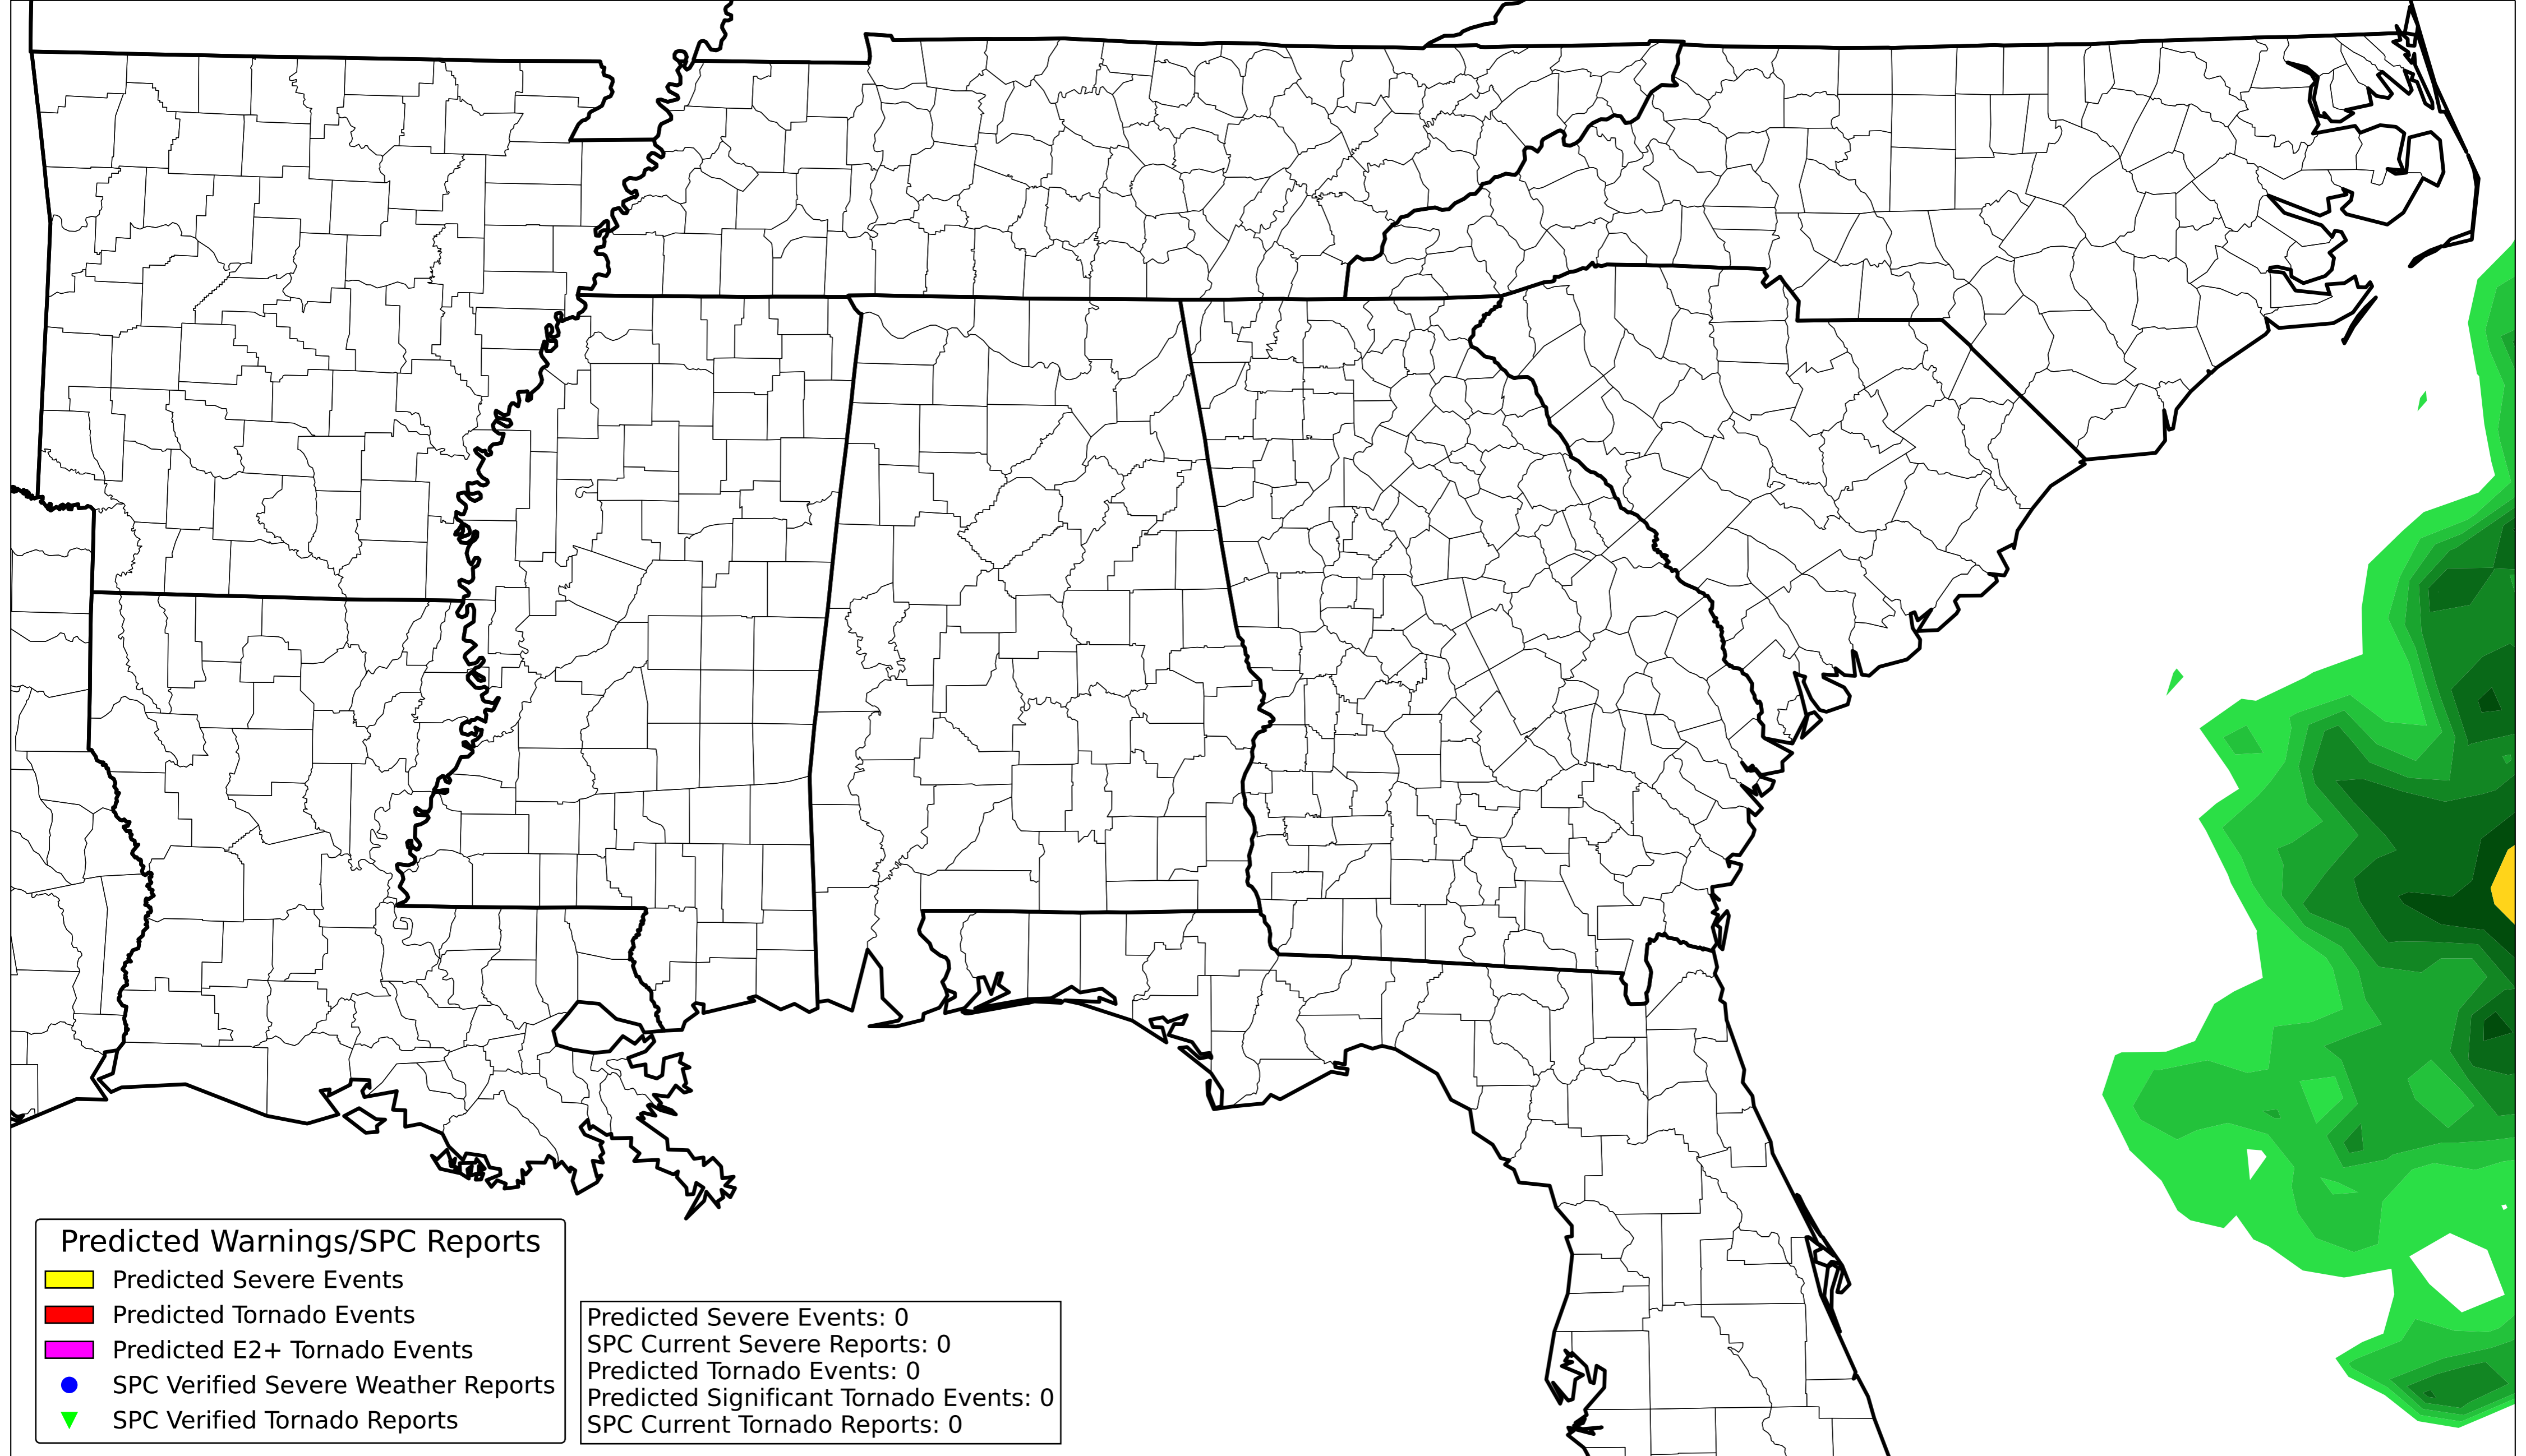 Predicted Warnings/SPC Reports
Predicted Severe Events
Predicted Tornado Events
Predicted E2+ Tornado Events
SPC Verified Severe Weather Reports
SPC Verified Tornado Reports
Predicted Severe Events: 0
SPC Current Severe Reports: 0
Predicted Tornado Events: 0
Predicted Significant Tornado Events: 0
SPC Current Tornado Reports: 0